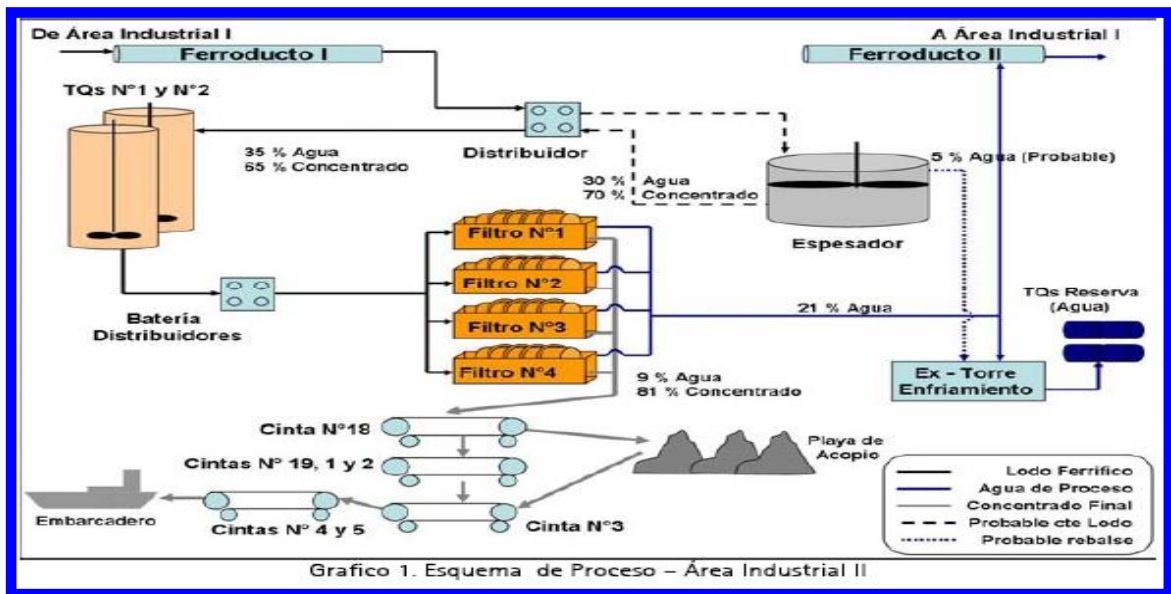 De Área Industrial I
Ferroducto I
A Área Industrial I
Ferroducto II
TQs N°1 y N°2
35 % Agua
65 % Concentrado
Distribuidor
30 % Agua
70 % Concentrado
5 % Agua (Probable)
Espesador
Filtro N°1
Filtro N°2
Filtro N°3
Filtro N°4
Batería
Distribuidores
21 % Agua
TQs Reserva
(Agua)
Ex - Torre
Enfriamiento
9 % Agua
81 % Concentrado
Cinta N°18
Cintas N° 19, 1 y 2
Playa de
Acopio
Embarcadero
Cintas N° 4 y 5
Cinta N°3
Lodo Ferrifico
Agua de Proceso
Concentrado Final
Probable cte Lodo
Probable rebalse
Grafico 1. Esquema de Proceso – Área Industrial II